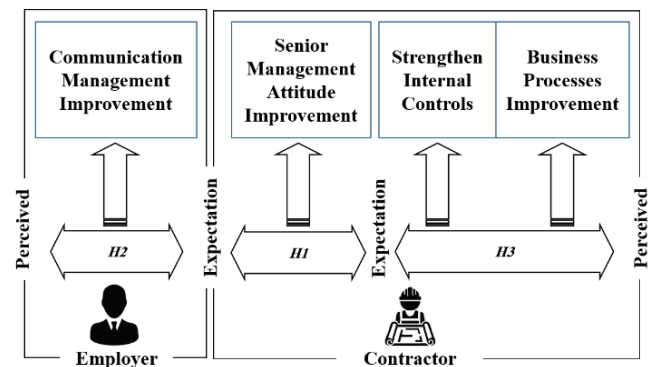 Communication
Management
Improvement
Senior
Management
Attitude
Improvement
Strengthen
Internal
Controls
Business
Processes
Improvement
Perceived
H2
Expectation
H1
Expectation
H3
Perceived
Employer
Contractor